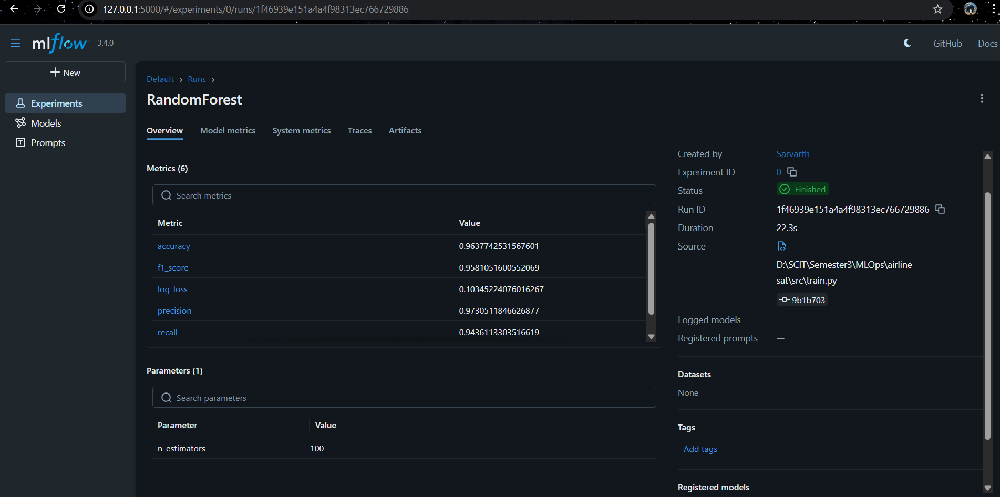 127.0.0.1:5000/#/experiments/0/runs/1f46939e151a4a4f98313ec766729886
mlflow™ 3.4.0
GitHub
Docs
New
Experiments
Models
Prompts
Default > Runs >
RandomForest
Overview
Model metrics
System metrics
Traces
Artifacts
Metrics (6)
Search metrics
Metric Value
accuracy 0.9637742531567601
f1_score 0.9581051600552069
log_loss 0.10345224076016267
precision 0.9730511846626877
recall 0.9436113303516619
Parameters (1)
Search parameters
Parameter Value
n_estimators 100
Created by Sarvarth
Experiment ID 0
Status Finished
Run ID 1f46939e151a4a4f98313ec766729886
Duration 22.3s
Source
D:\SCIT\Semester3\MLOps\airline-
sat\src\train.py
9b1b703
Logged models
Registered prompts —
Datasets
None
Tags
Add tags
Registered models